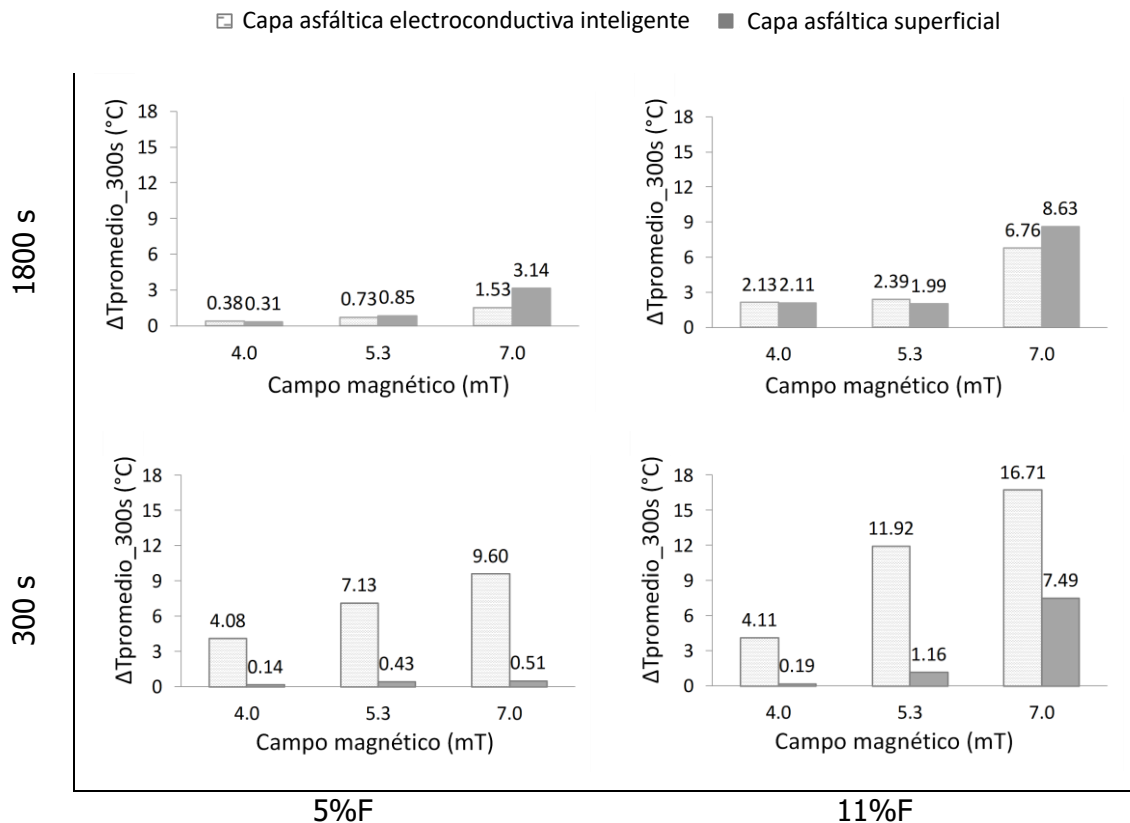 Capa asfáltica electroconductiva inteligente Capa asfáltica superficial
1800 s
ΔTpromedio_300s (°C)
18
15
12
9
6
3
0
0.38 0.31 0.73 0.85 1.53 3.14
4.0 5.3 7.0
Campo magnético (mT)
ΔTpromedio_300s (°C)
18
15
12
9
6
3
0
2.13 2.11 2.39 1.99 6.76 8.63
4.0 5.3 7.0
Campo magnético (mT)
300 s
ΔTpromedio_300s (°C)
18
15
12
9
6
3
0
4.08 0.14 7.13 0.43 9.60 0.51
4.0 5.3 7.0
Campo magnético (mT)
ΔTpromedio_300s (°C)
18
15
12
9
6
3
0
4.11 0.19 11.92 1.16 16.71 7.49
4.0 5.3 7.0
Campo magnético (mT)
5%F 11%F